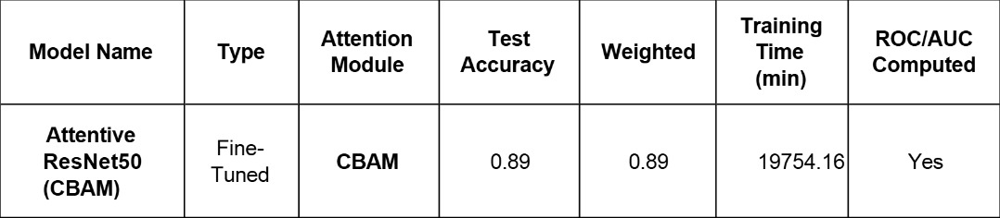 Model Name
Type
Attention
Module
Test
Accuracy
Weighted
Training
Time
(min)
ROC/AUC
Computed
Attentive
ResNet50
(CBAM)
Fine-
Tuned
CBAM
0.89
0.89
19754.16
Yes